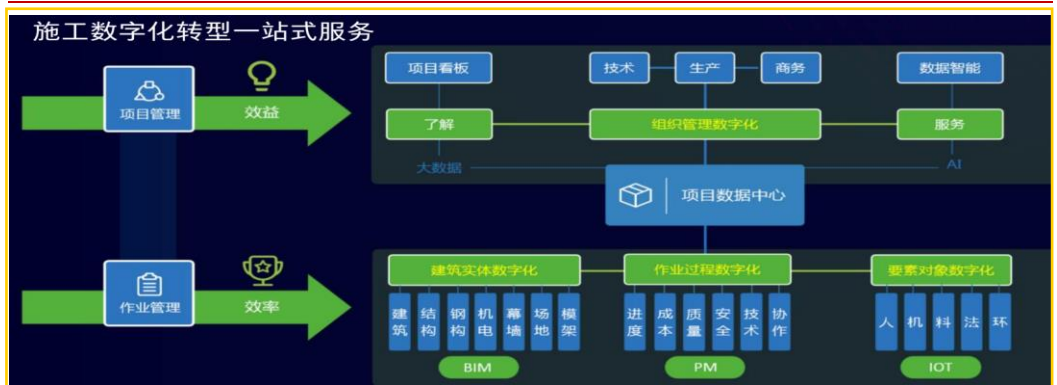 施工数字化转型一站式服务
项目管理
效益
项目看板
技术
生产
商务
数据智能
了解
组织管理数字化
服务
大数据
AI
项目数据中心
作业管理
效率
建筑实体数字化
作业过程数字化
要素对象数字化
建筑
结构
钢构
机电
幕墙
场地
模架
进度
成本
质量
安全
技术
协作
人
机
料
法
环
BIM
PM
IOT